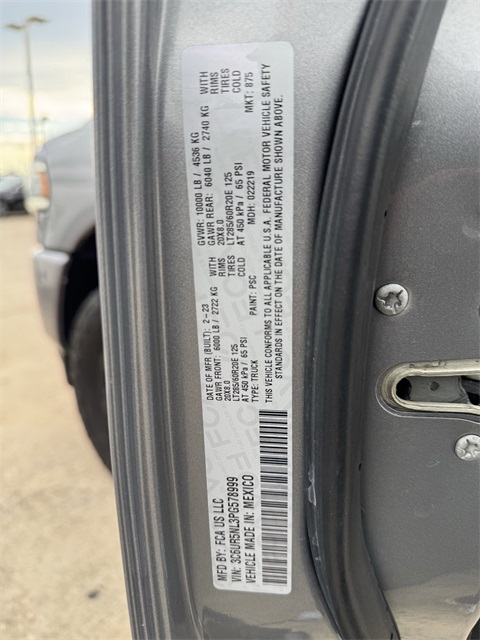 MFD BY: FCA US LLC
DATE OF MFR (BUILT): 2-23 GVWR: 10000 LB / 4536 KG
GAWR FRONT: 6000 LB / 2722 KG WITH GAWR REAR: 6040 LB / 2740 KG WITH
20X8.0 RIMS 20X8.0 RIMS
LT285/60R20E 125 TIRES LT285/60R20E 125 TIRES
AT 450 kPa / 65 PSI COLD AT 450 kPa / 65 PSI COLD
TYPE: TRUCK PAINT: PSC MDH: 022219 MKT: 875
THIS VEHICLE CONFORMS TO ALL APPLICABLE U.S.A. FEDERAL MOTOR VEHICLE SAFETY
STANDARDS IN EFFECT ON THE DATE OF MANUFACTURE SHOWN ABOVE.
VIN: 3C6UR5NL3PG578999
VEHICLE MADE IN: MEXICO